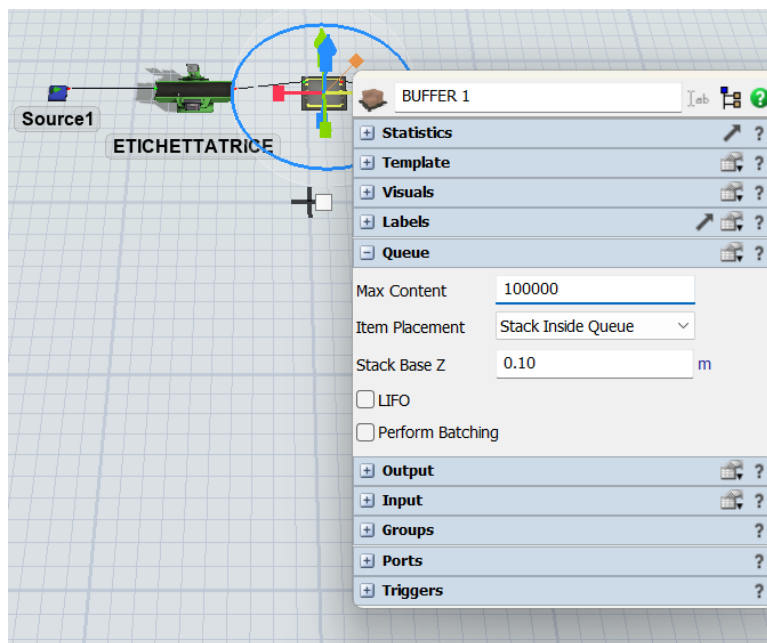 Source1
ETICHETTATRICE
BUFFER 1
ab
?
Statistics ?
Template ?
Visuals ?
Labels ?
Queue ?
Max Content 100000
Item Placement Stack Inside Queue
Stack Base Z 0.10 m
LIFO
Perform Batching
Output ?
Input ?
Groups ?
Ports ?
Triggers ?